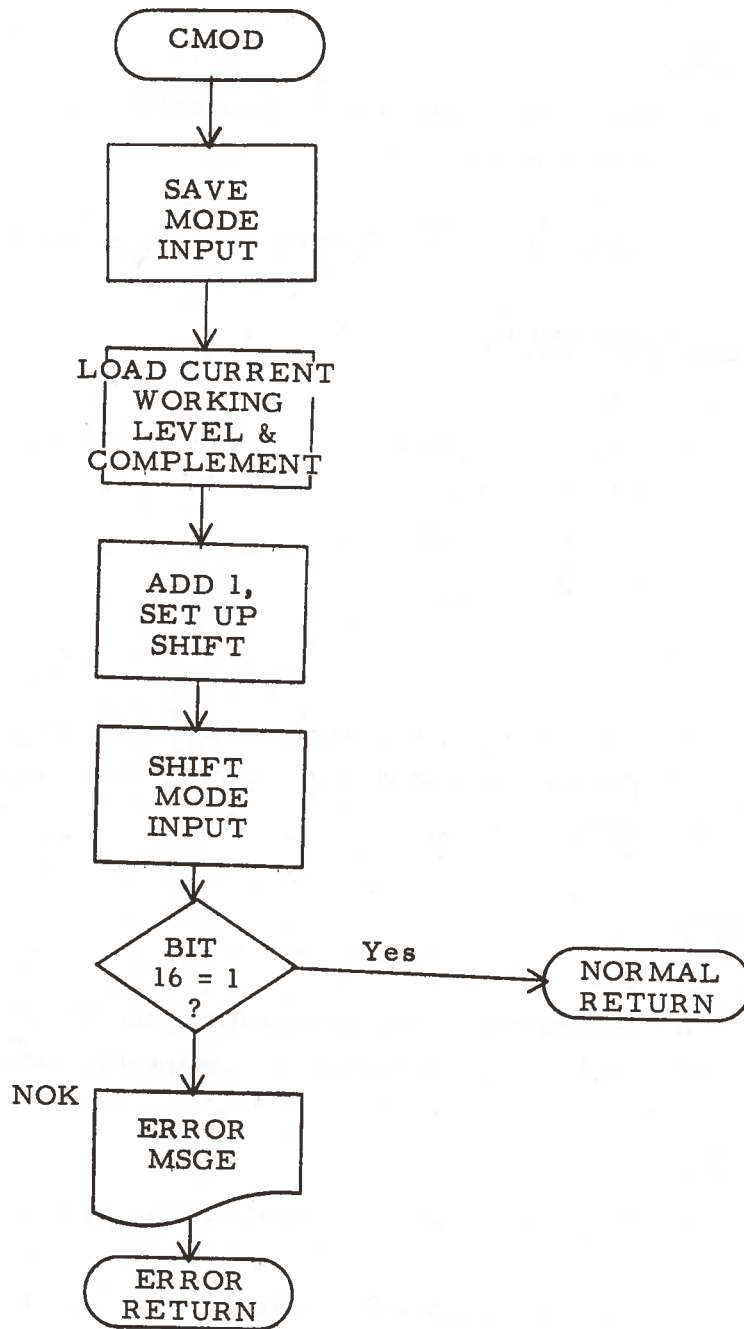 CMOD
SAVE
MODE
INPUT
LOAD CURRENT
WORKING
LEVEL &
COMPLEMENT
ADD 1,
SET UP
SHIFT
SHIFT
MODE
INPUT
BIT
16 = 1
?
Yes
NORMAL
RETURN
NOK
ERROR
MSGE
ERROR
RETURN